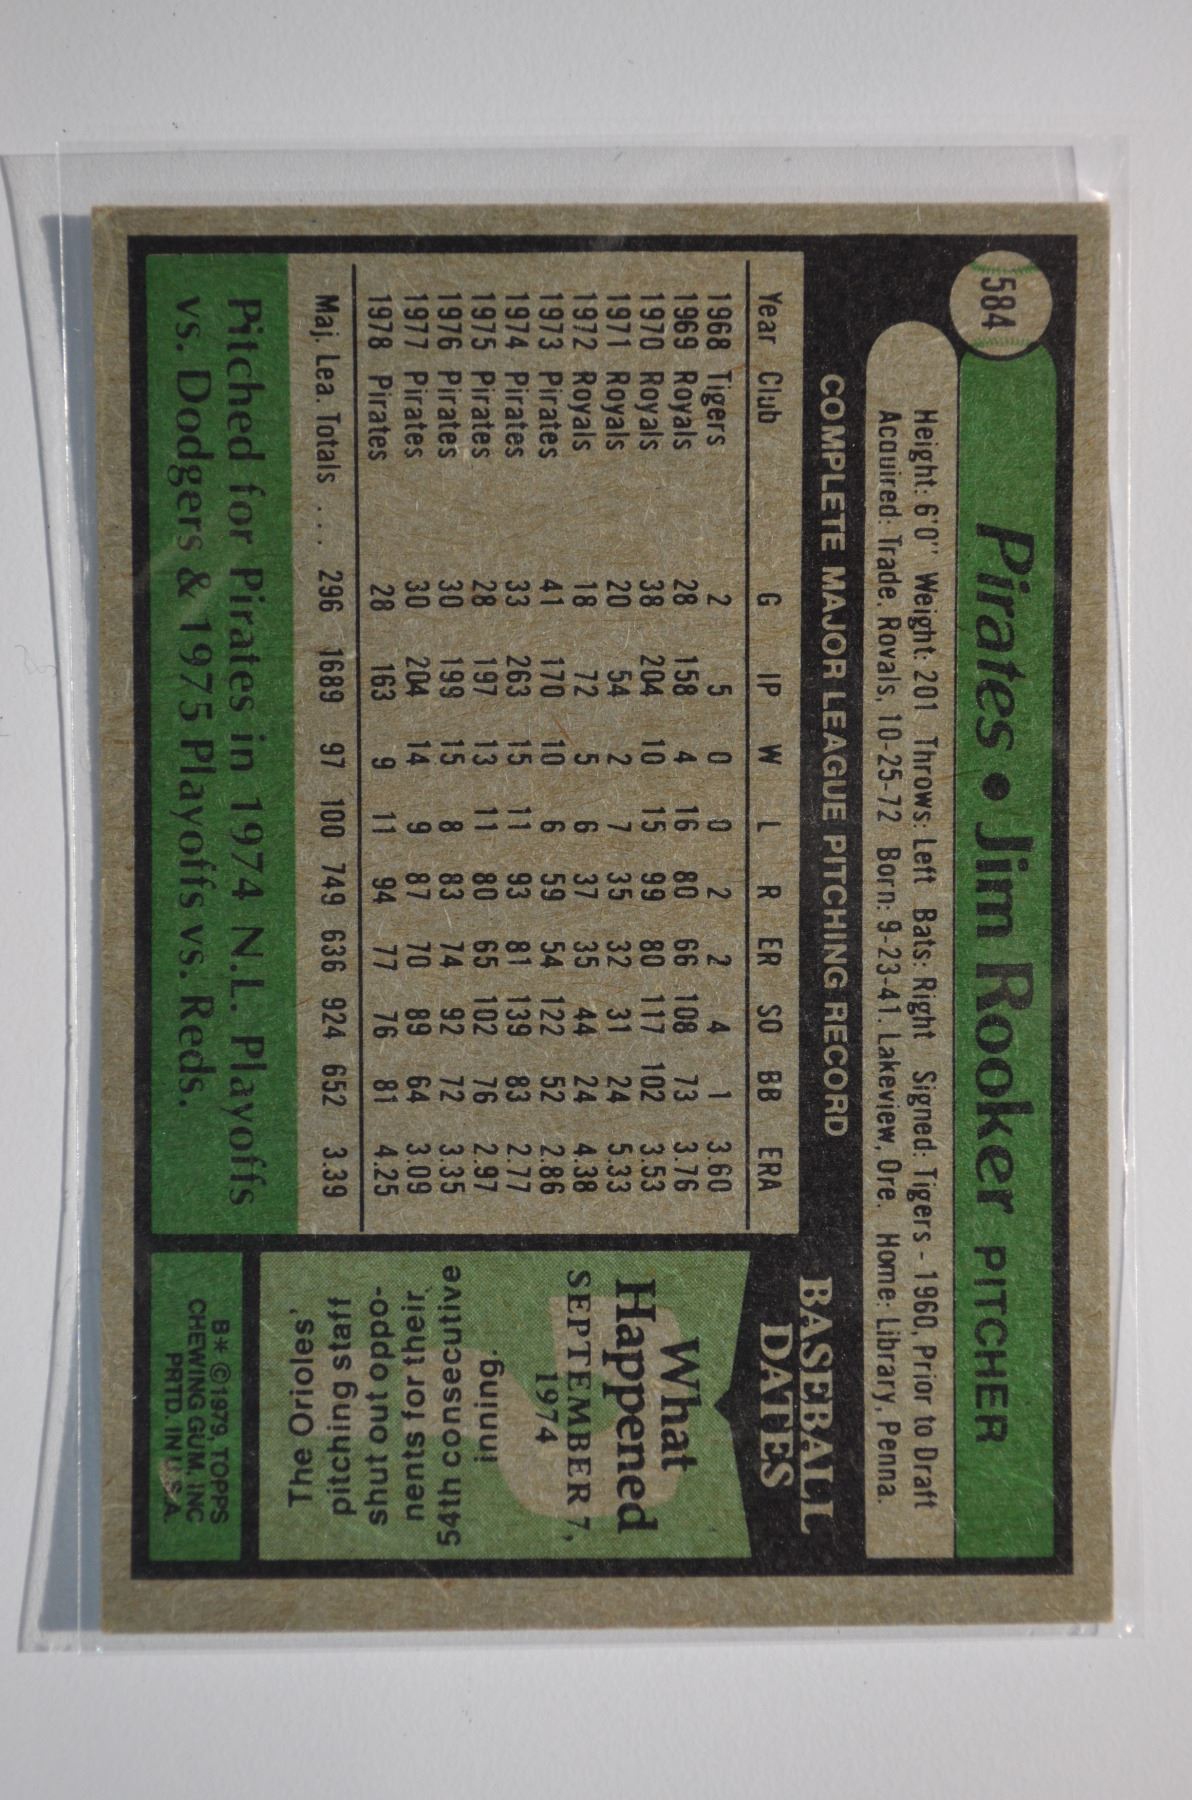 584
Pirates • Jim Rooker PITCHER
Height: 6'0" Weight: 201 Throws: Left Bats: Right Signed: Tigers - 1960, Prior to Draft
Acquired: Trade. Royals, 10-25-72 Born: 9-23-41. Lakeview, Ore. Home: Library, Penna.
COMPLETE MAJOR LEAGUE PITCHING RECORD
Year Club G IP W L R ER SO BB ERA
1968 Tigers 2 5 0 0 2 2 4 1 3.60
1969 Royals 28 158 4 16 80 66 108 73 3.76
1970 Royals 38 204 10 15 99 80 117 102 3.53
1971 Royals 20 54 2 7 35 32 31 24 5.33
1972 Royals 18 72 5 6 37 35 44 24 4.38
1973 Pirates 41 170 10 6 59 54 122 52 2.86
1974 Pirates 33 263 15 11 93 81 139 83 2.77
1975 Pirates 28 197 13 11 80 65 102 76 2.97
1976 Pirates 30 199 15 8 83 74 92 72 3.35
1977 Pirates 30 204 14 9 87 70 89 64 3.09
1978 Pirates 28 163 9 11 94 77 76 81 4.25
Maj. Lea. Totals . . . 296 1689 97 100 749 636 924 652 3.39
Pitched for Pirates in 1974 N.L. Playoffs
vs. Dodgers & 1975 Playoffs vs. Reds.
BASEBALL
DATES
What
Happened
SEPTEMBER 7,
1974
The Orioles'
pitching staff
shut out oppo-
nents for their
54th consecutive
inning.
B* ©1979, TOPPS
CHEWING GUM, INC
PRTD. IN U.S.A.